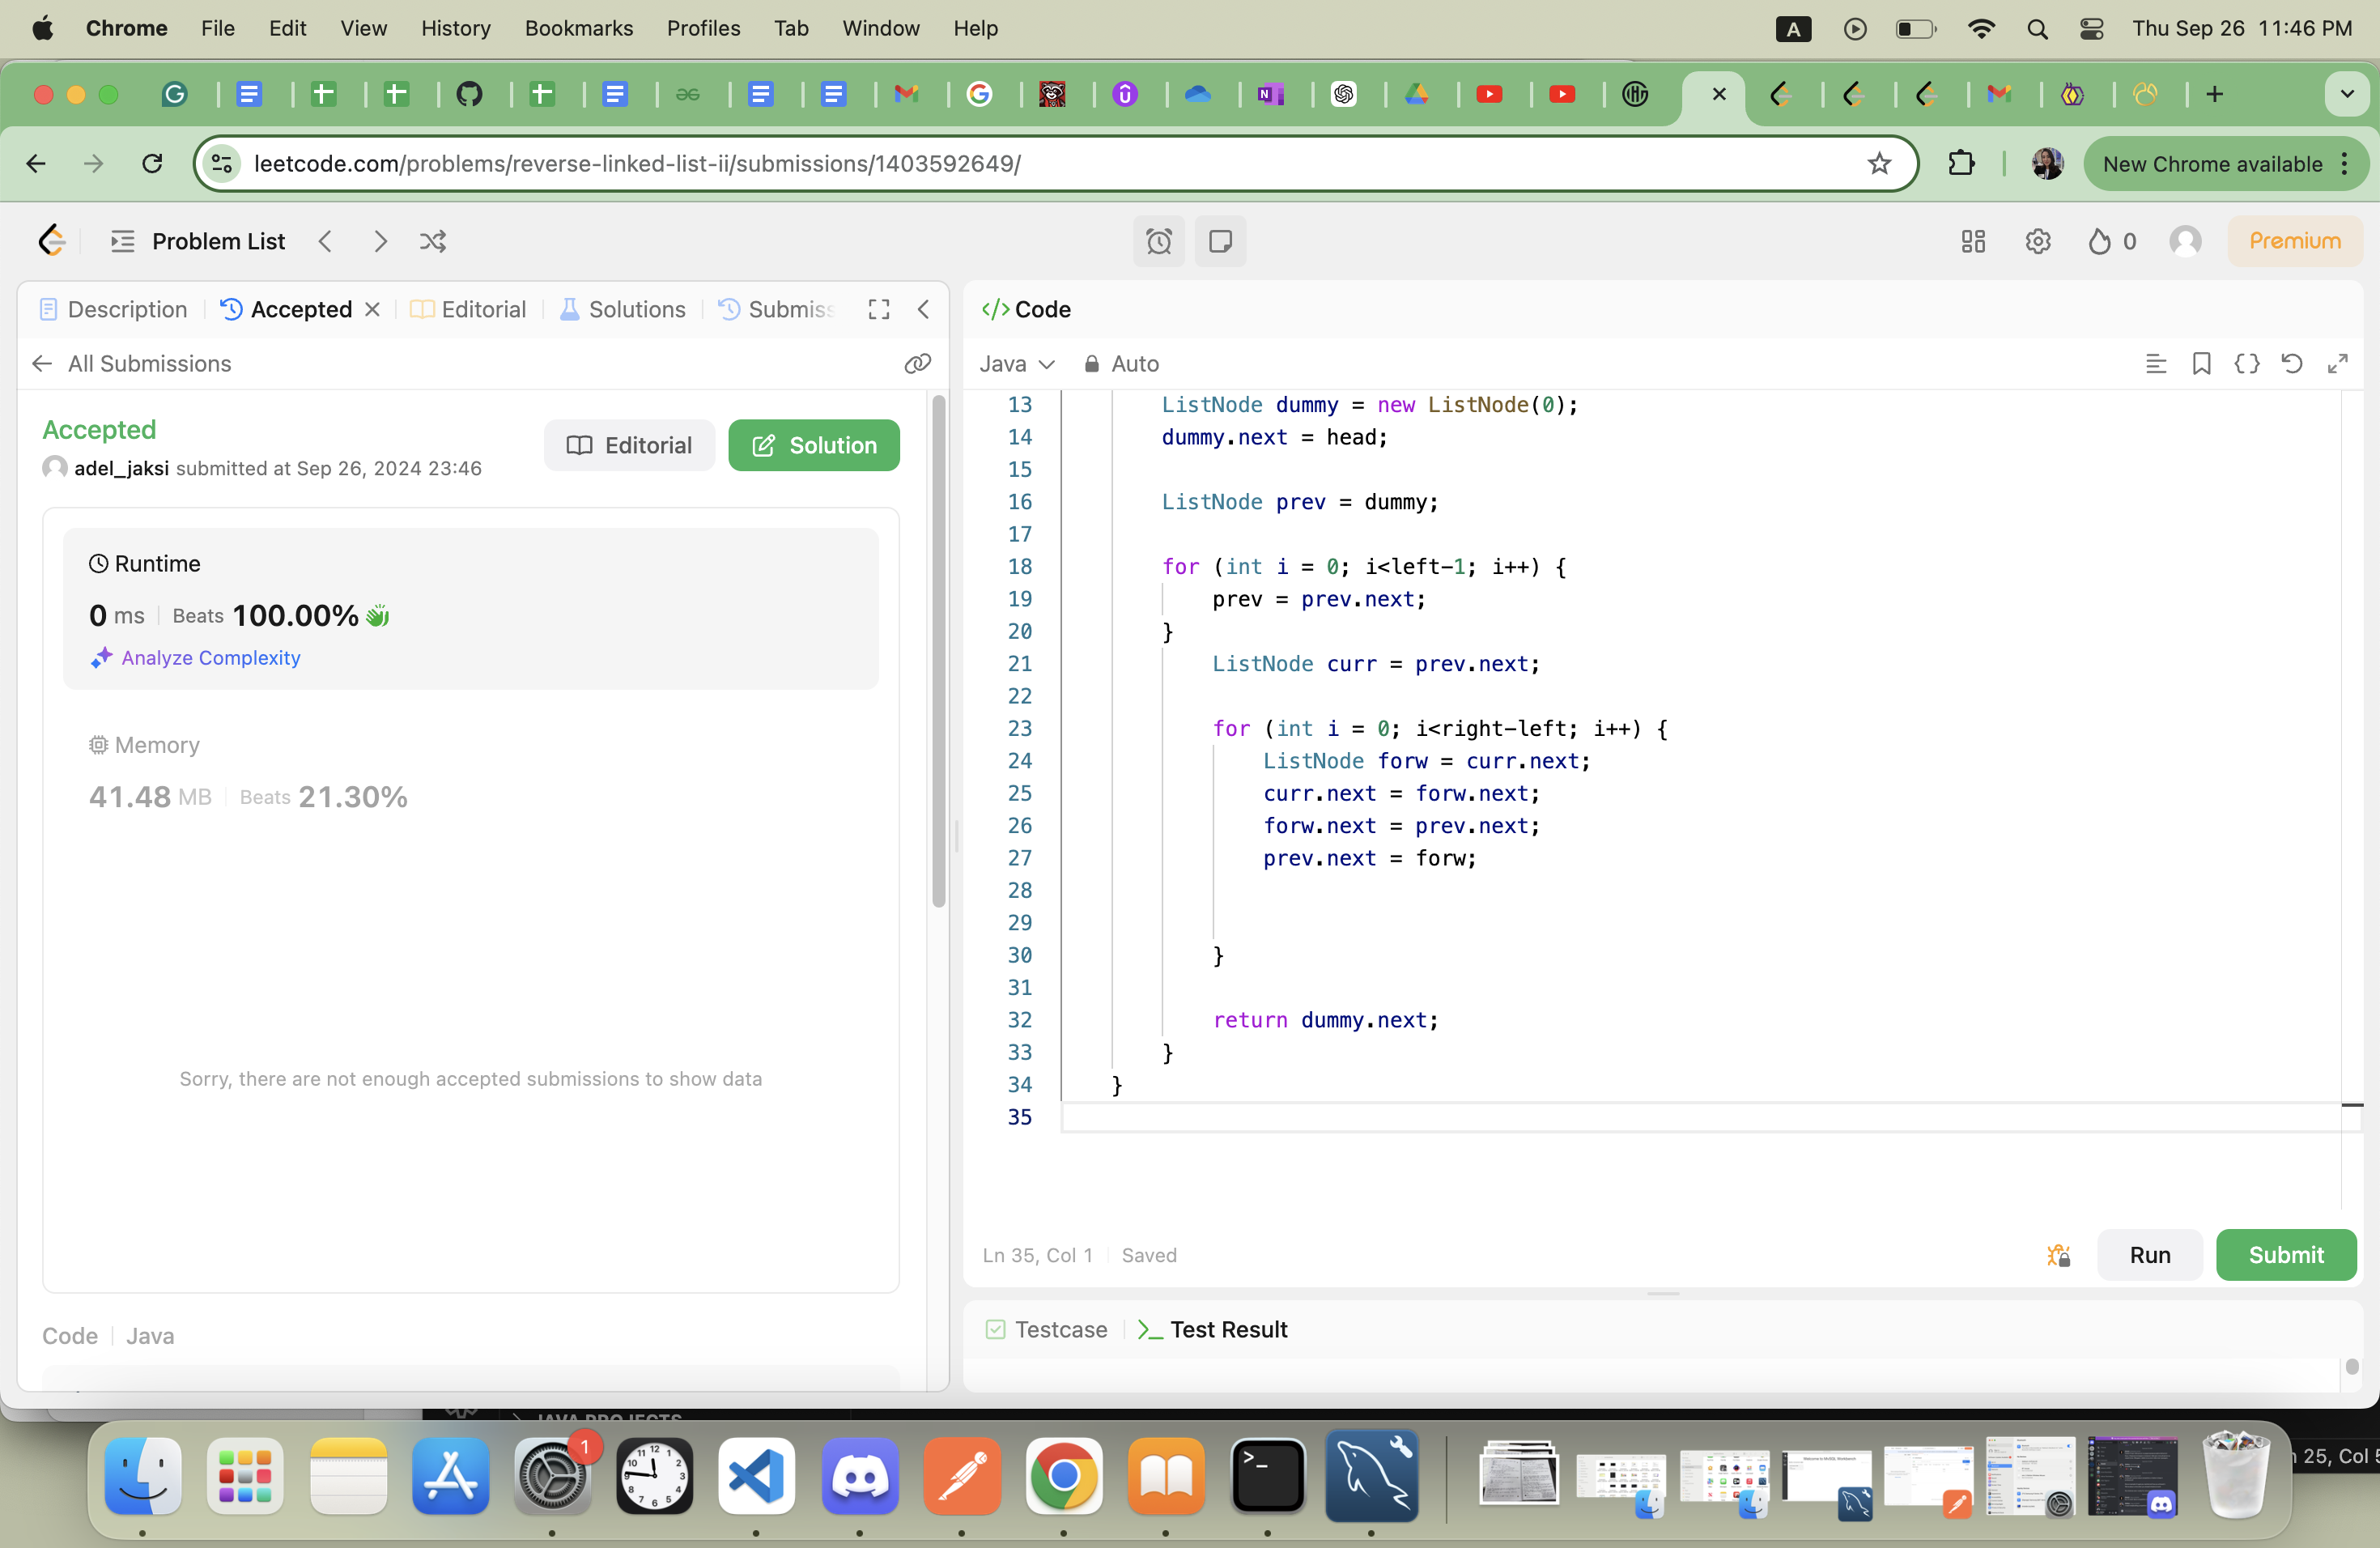 Chrome File Edit View History Bookmarks Profiles Tab Window Help A Thu Sep 26 11:46 PM
leetcode.com/problems/reverse-linked-list-ii/submissions/1403592649/ New Chrome available
Problem List 0 Premium
Description Accepted Editorial Solutions Submiss
All Submissions
Accepted
adel_jaksi submitted at Sep 26, 2024 23:46
Editorial Solution
Runtime
0 ms Beats 100.00%
Analyze Complexity
Memory
41.48 MB Beats 21.30%
Sorry, there are not enough accepted submissions to show data
Code Java
</> Code
Java Auto
13 ListNode dummy = new ListNode(0);
14 dummy.next = head;
15
16 ListNode prev = dummy;
17
18 for (int i = 0; i<left-1; i++) {
19 prev = prev.next;
20 }
21 ListNode curr = prev.next;
22
23 for (int i = 0; i<right-left; i++) {
24 ListNode forw = curr.next;
25 curr.next = forw.next;
26 forw.next = prev.next;
27 prev.next = forw;
28
29
30 }
31
32 return dummy.next;
33 }
34 }
35
Ln 35, Col 1 Saved
Run Submit
Testcase >_ Test Result
JAVA PROJECTS
1
25, Col